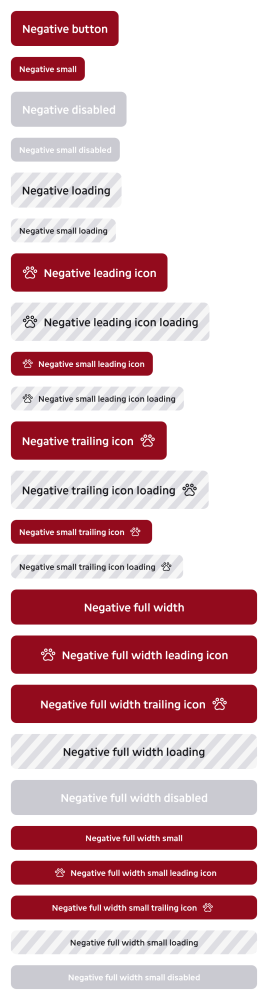 Negative button
Negative small
Negative disabled
Negative small disabled
Negative loading
Negative small loading
Negative leading icon
Negative leading icon loading
Negative small leading icon
Negative small leading icon loading
Negative trailing icon
Negative trailing icon loading
Negative small trailing icon
Negative small trailing icon loading
Negative full width
Negative full width leading icon
Negative full width trailing icon
Negative full width loading
Negative full width disabled
Negative full width small
Negative full width small leading icon
Negative full width small trailing icon
Negative full width small loading
Negative full width small disabled